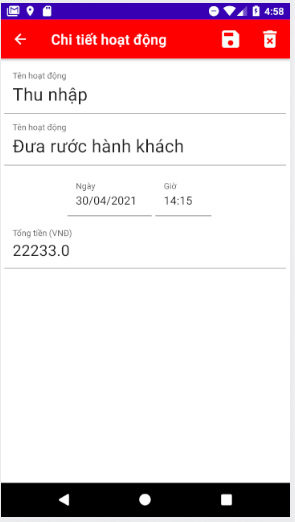 4:58
Chi tiết hoạt động
Tên hoạt động
Thu nhập
Tên hoạt động
Đưa rước hành khách
Ngày Giờ
30/04/2021 14:15
Tổng tiền (VNĐ)
22233.0